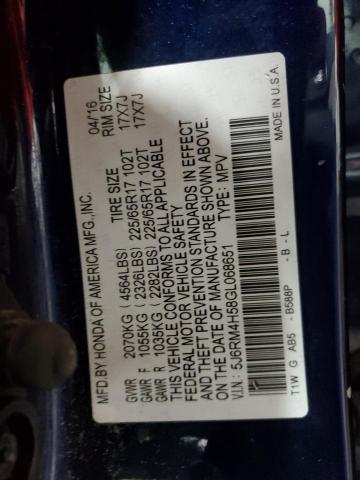 MFD.BY HONDA OF AMERICA MFG.,INC. 04/16
TIRE SIZE RIM SIZE
GVWR 2070KG (4564LBS)
GAWR F 1055KG (2326LBS) 225/65R17 102T 17X7J
GAWR R 1035KG (2282LBS) 225/65R17 102T 17X7J
THIS VEHICLE CONFORMS TO ALL APPLICABLE
FEDERAL MOTOR VEHICLE SAFETY
AND THEFT PREVENTION STANDARDS IN EFFECT
ON THE DATE OF MANUFACTURE SHOWN ABOVE.
V.I.N.: 5J6RM4H58GL068651 TYPE: MPV
T1W G AB5 - B588P - B - L
MADE IN U.S.A.